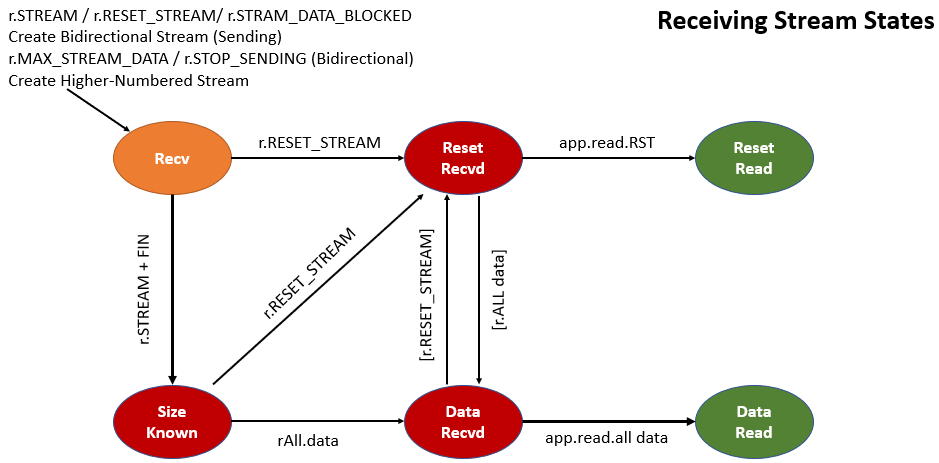 r.STREAM / r.RESET_STREAM/ r.STRAM_DATA_BLOCKED
Create Bidirectional Stream (Sending)
r.MAX_STREAM_DATA / r.STOP_SENDING (Bidirectional)
Create Higher-Numbered Stream
Receiving Stream States
Recv
r.RESET_STREAM
Reset
Recvd
app.read.RST
Reset
Read
r.STREAM + FIN
r.RESET_STREAM
[r.RESET_STREAM]
[r.ALL data]
Size
Known
rAll.data
Data
Recvd
app.read.all data
Data
Read